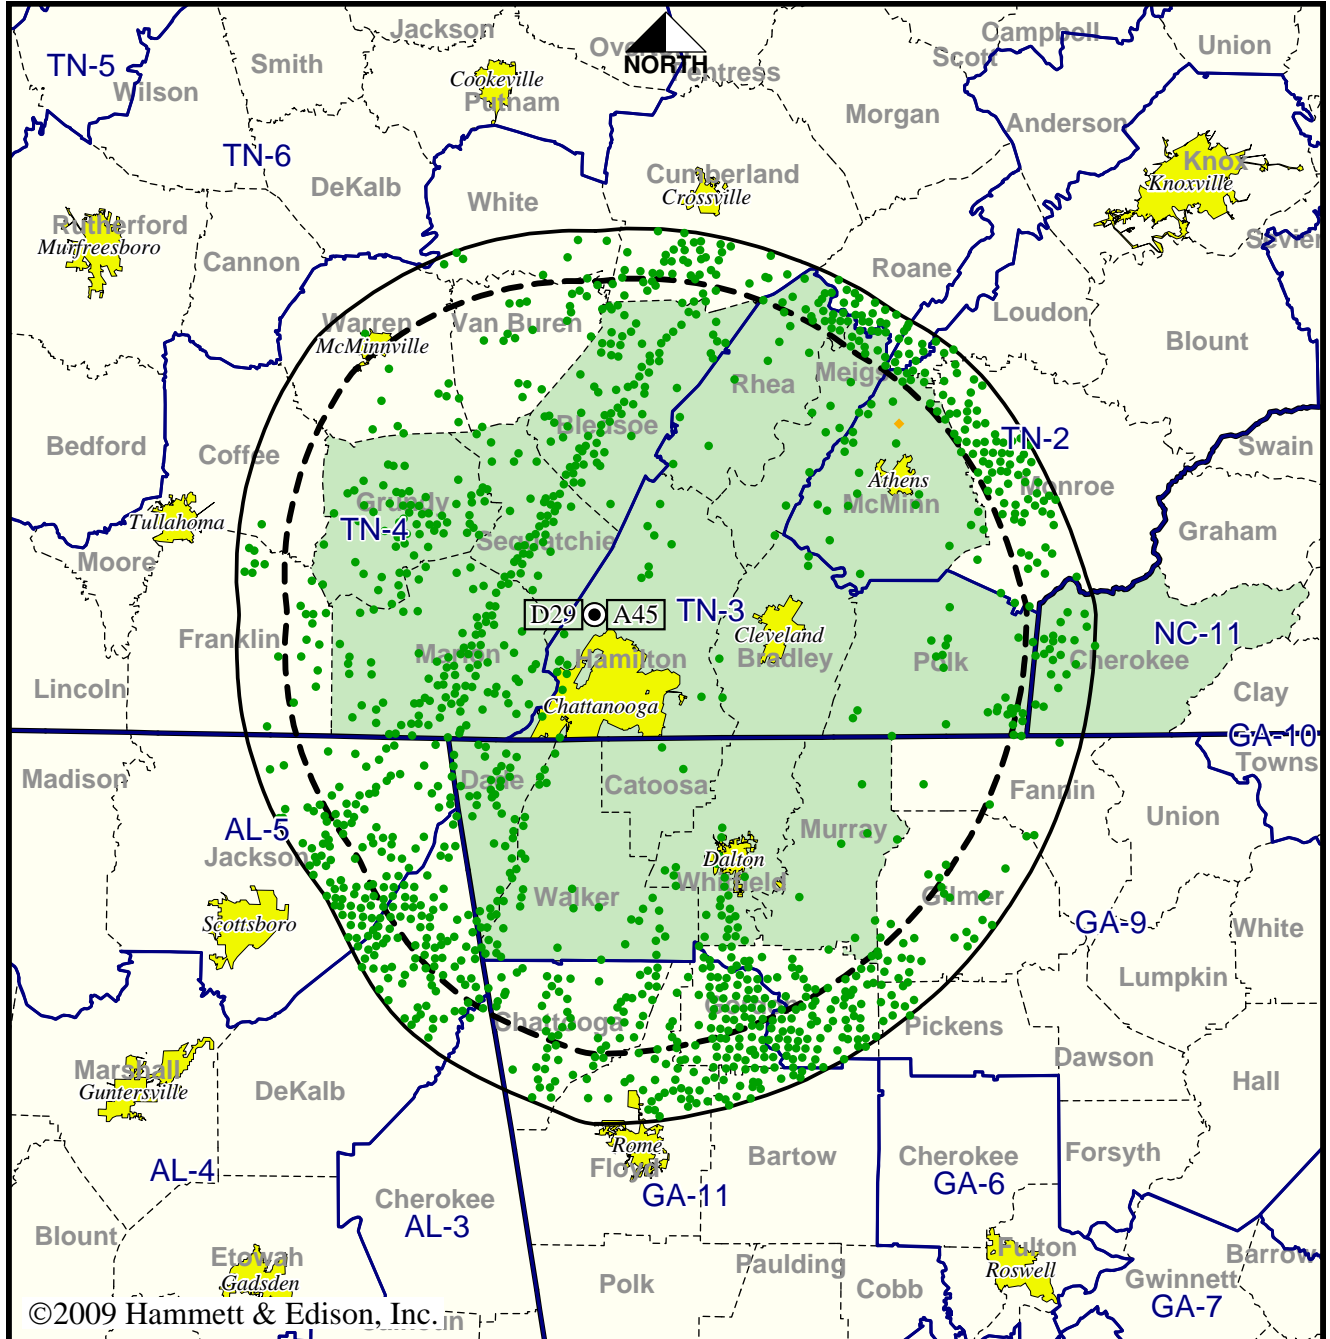 Jackson
Campbell
Scott
Union
TN-5
Smith
NORTH
Fentress
Wilson
Cookeville
Putnam
Morgan
Anderson
TN-6
DeKalb
White
Cumberland
Crossville
Knox
Knoxville
Rutherford
Murfreesboro
Cannon
Sevier
Roane
Loudon
Warren
McMinnville
Van Buren
Blount
Meigs
Rhea
Bledsoe
TN-2
Bedford
Coffee
Swain
Athens
Monroe
McMinn
Grundy
TN-4
Tullahoma
Sequatchie
Graham
Moore
D29
A45
TN-3
Cleveland
Bradley
NC-11
Franklin
Marion
Hamilton
Polk
Cherokee
Lincoln
Clay
Chattanooga
GA-10
Towns
Madison
Dade
Catoosa
Fannin
Union
AL-5
Jackson
Murray
Dalton
Whitfield
Walker
Gilmer
Scottsboro
GA-9
White
Lumpkin
Chattooga
Gordon
Pickens
Dawson
Marshall
Guntersville
DeKalb
Hall
Rome
Floyd
Bartow
Cherokee
Forsyth
AL-4
GA-6
GA-11
Cherokee
AL-3
Blount
Etowah
Gadsden
Fulton
Roswell
Barrow
Paulding
Polk
Cobb
Gwinnett
GA-7
©2009 Hammett & Edison, Inc.